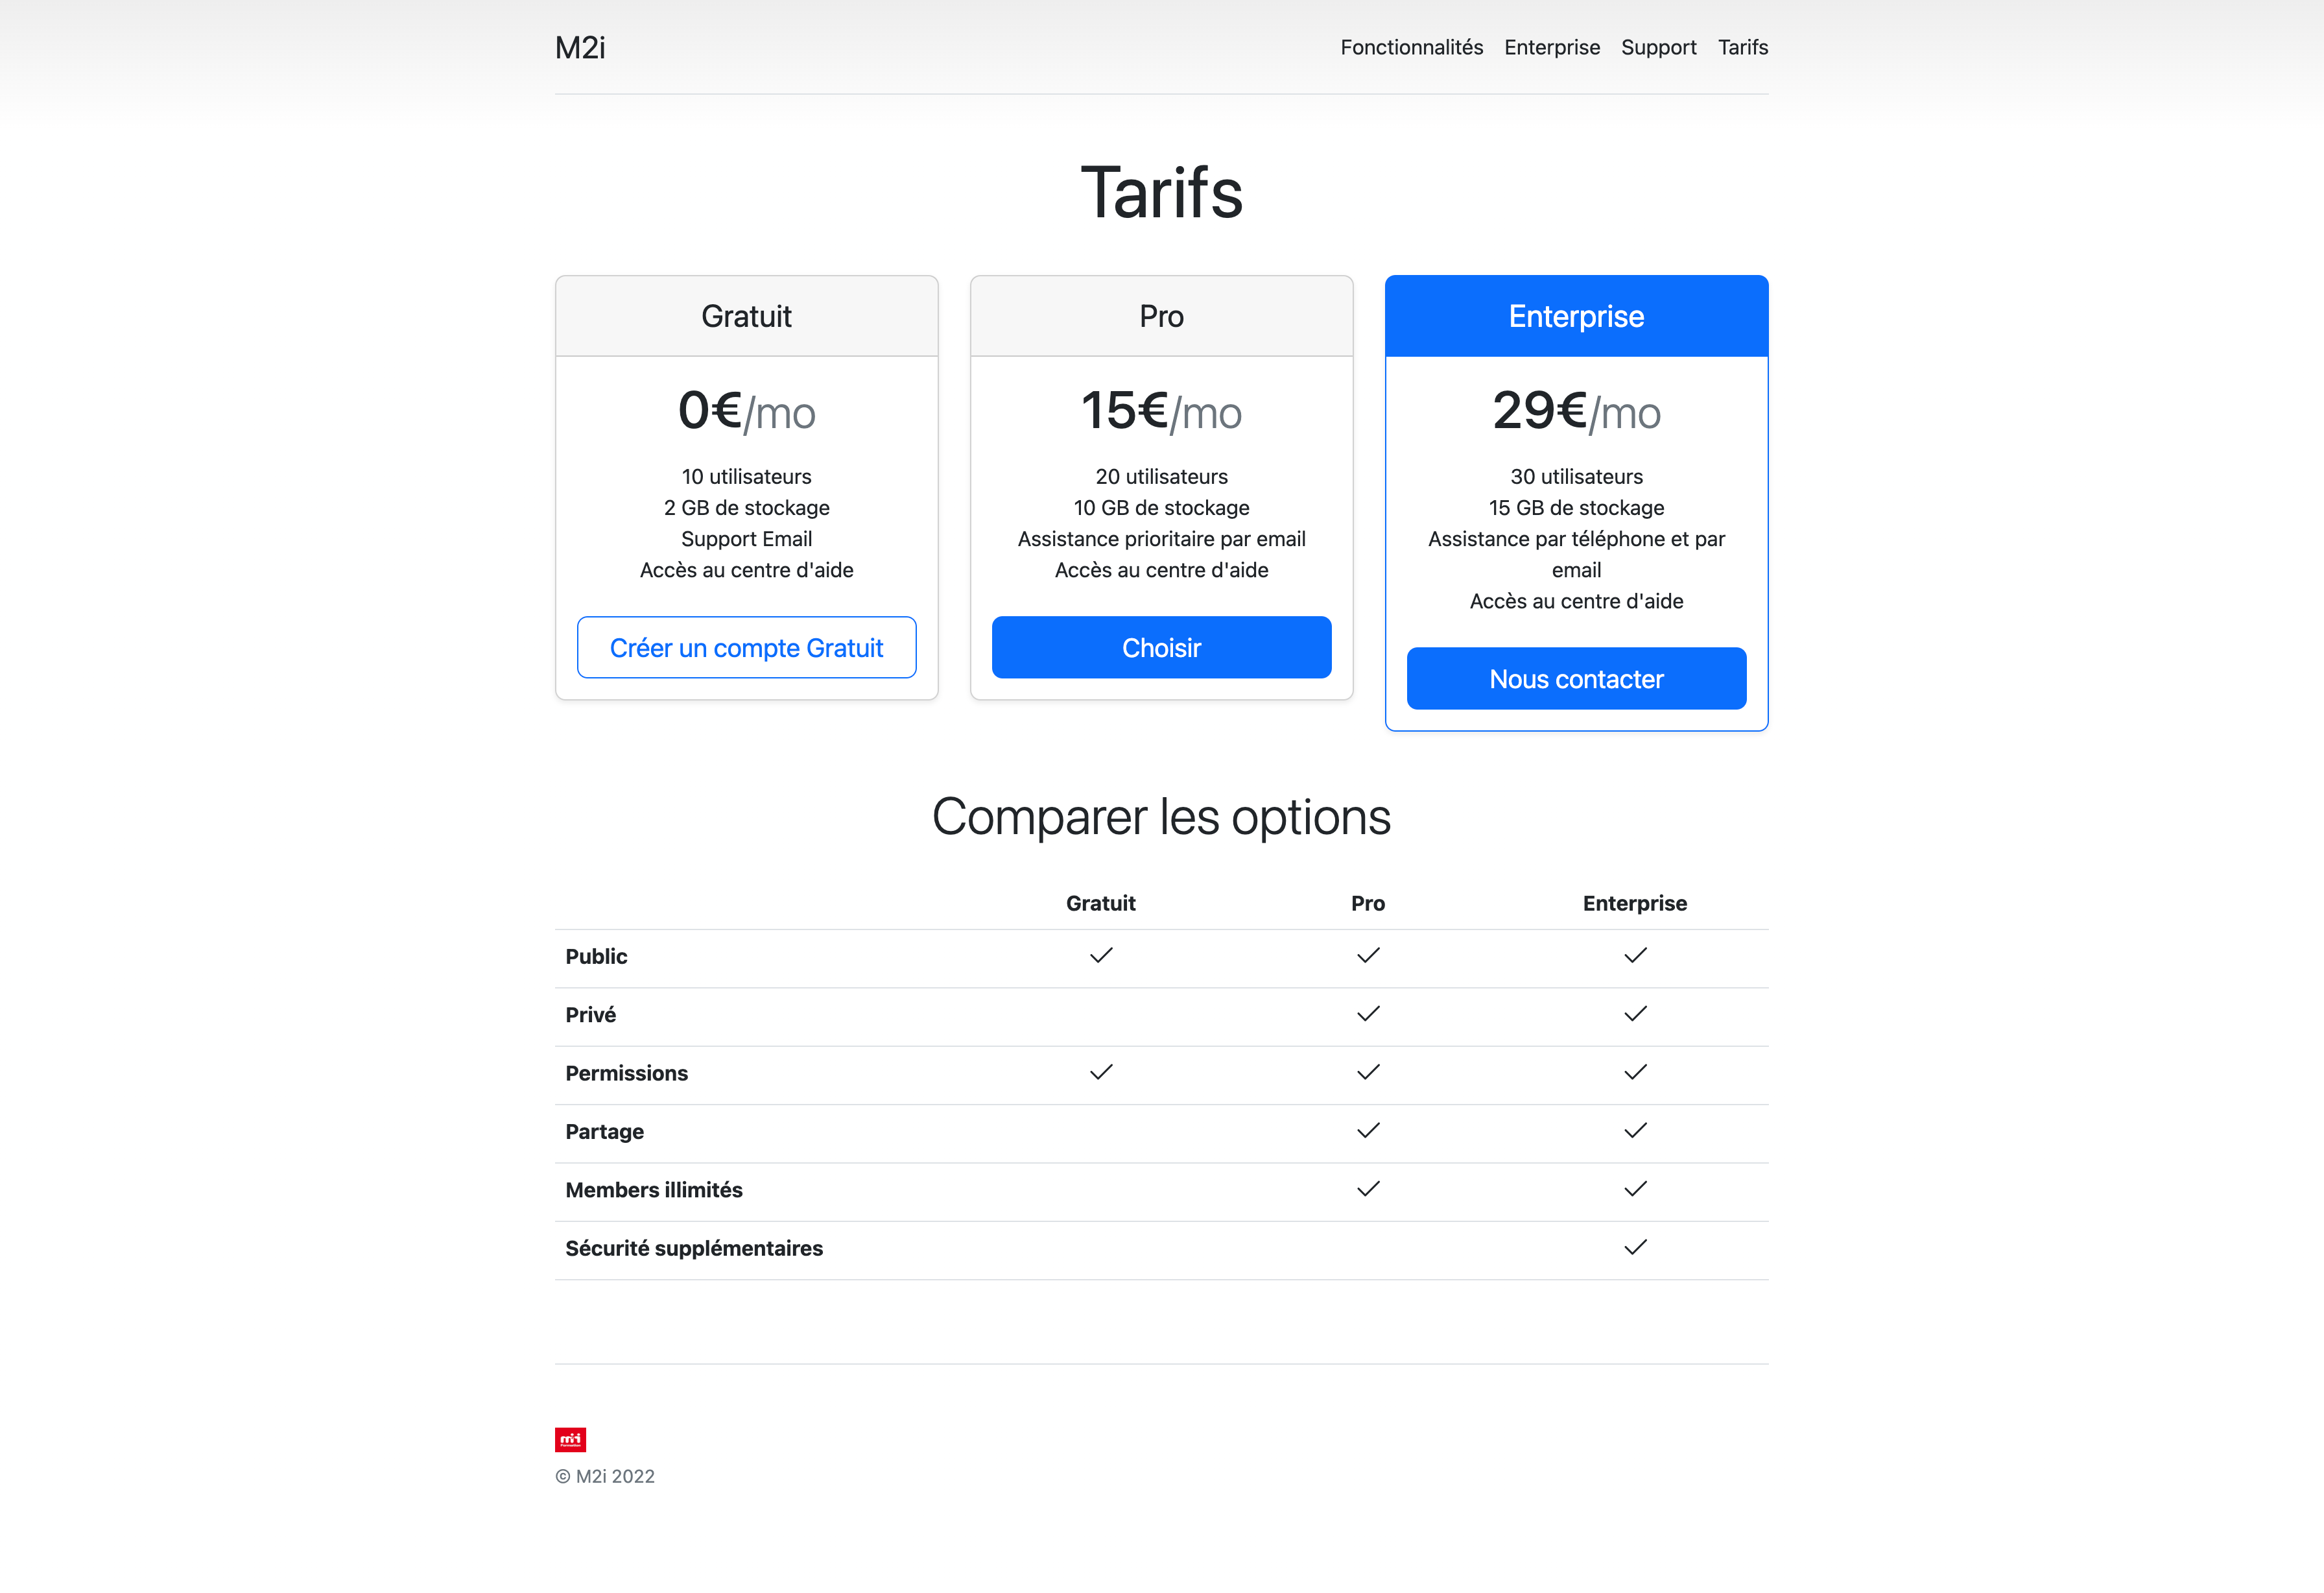 M2i
Fonctionnalités Enterprise Support Tarifs
Tarifs
Gratuit
0€/mo
10 utilisateurs
2 GB de stockage
Support Email
Accès au centre d'aide
Créer un compte Gratuit
Pro
15€/mo
20 utilisateurs
10 GB de stockage
Assistance prioritaire par email
Accès au centre d'aide
Choisir
Enterprise
29€/mo
30 utilisateurs
15 GB de stockage
Assistance par téléphone et par
email
Accès au centre d'aide
Nous contacter
Comparer les options
Gratuit Pro Enterprise
Public
Privé
Permissions
Partage
Members illimités
Sécurité supplémentaires
m2i
Formation
© M2i 2022